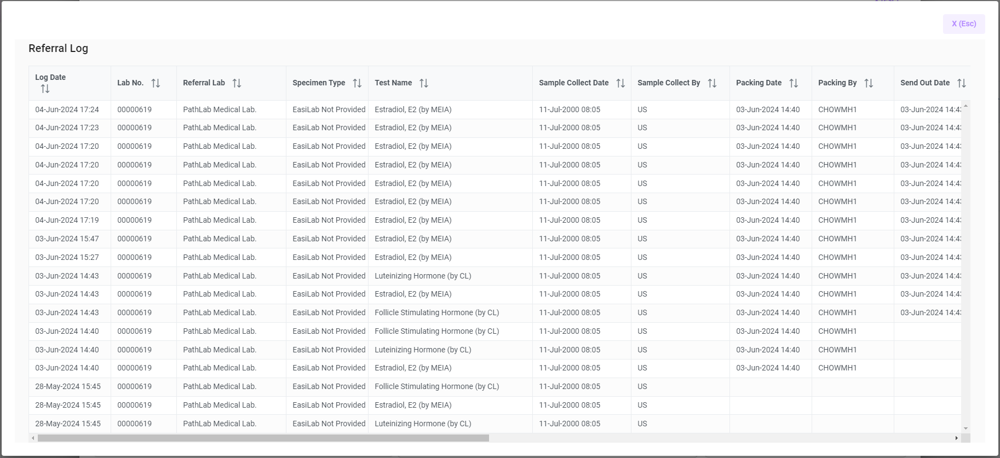 X (Esc)
Referral Log
Log Date Lab No. Referral Lab Specimen Type Test Name Sample Collect Date Sample Collect By Packing Date Packing By Send Out Date
04-Jun-2024 17:24 00000619 PathLab Medical Lab. EasiLab Not Provided Estradiol, E2 (by MEIA) 11-Jul-2000 08:05 US 03-Jun-2024 14:40 CHOWMH1 03-Jun-2024 14:43
04-Jun-2024 17:23 00000619 PathLab Medical Lab. EasiLab Not Provided Estradiol, E2 (by MEIA) 11-Jul-2000 08:05 US 03-Jun-2024 14:40 CHOWMH1 03-Jun-2024 14:43
04-Jun-2024 17:20 00000619 PathLab Medical Lab. EasiLab Not Provided Estradiol, E2 (by MEIA) 11-Jul-2000 08:05 US 03-Jun-2024 14:40 CHOWMH1 03-Jun-2024 14:43
04-Jun-2024 17:20 00000619 PathLab Medical Lab. EasiLab Not Provided Estradiol, E2 (by MEIA) 11-Jul-2000 08:05 US 03-Jun-2024 14:40 CHOWMH1 03-Jun-2024 14:43
04-Jun-2024 17:20 00000619 PathLab Medical Lab. EasiLab Not Provided Estradiol, E2 (by MEIA) 11-Jul-2000 08:05 US 03-Jun-2024 14:40 CHOWMH1 03-Jun-2024 14:43
04-Jun-2024 17:20 00000619 PathLab Medical Lab. EasiLab Not Provided Estradiol, E2 (by MEIA) 11-Jul-2000 08:05 US 03-Jun-2024 14:40 CHOWMH1 03-Jun-2024 14:43
04-Jun-2024 17:19 00000619 PathLab Medical Lab. EasiLab Not Provided Estradiol, E2 (by MEIA) 11-Jul-2000 08:05 US 03-Jun-2024 14:40 CHOWMH1 03-Jun-2024 14:43
03-Jun-2024 15:47 00000619 PathLab Medical Lab. EasiLab Not Provided Estradiol, E2 (by MEIA) 11-Jul-2000 08:05 US 03-Jun-2024 14:40 CHOWMH1 03-Jun-2024 14:43
03-Jun-2024 15:27 00000619 PathLab Medical Lab. EasiLab Not Provided Estradiol, E2 (by MEIA) 11-Jul-2000 08:05 US 03-Jun-2024 14:40 CHOWMH1 03-Jun-2024 14:43
03-Jun-2024 14:43 00000619 PathLab Medical Lab. EasiLab Not Provided Luteinizing Hormone (by CL) 11-Jul-2000 08:05 US 03-Jun-2024 14:40 CHOWMH1 03-Jun-2024 14:43
03-Jun-2024 14:43 00000619 PathLab Medical Lab. EasiLab Not Provided Estradiol, E2 (by MEIA) 11-Jul-2000 08:05 US 03-Jun-2024 14:40 CHOWMH1 03-Jun-2024 14:43
03-Jun-2024 14:43 00000619 PathLab Medical Lab. EasiLab Not Provided Follicle Stimulating Hormone (by CL) 11-Jul-2000 08:05 US 03-Jun-2024 14:40 CHOWMH1 03-Jun-2024 14:43
03-Jun-2024 14:40 00000619 PathLab Medical Lab. EasiLab Not Provided Follicle Stimulating Hormone (by CL) 11-Jul-2000 08:05 US 03-Jun-2024 14:40 CHOWMH1
03-Jun-2024 14:40 00000619 PathLab Medical Lab. EasiLab Not Provided Luteinizing Hormone (by CL) 11-Jul-2000 08:05 US 03-Jun-2024 14:40 CHOWMH1
03-Jun-2024 14:40 00000619 PathLab Medical Lab. EasiLab Not Provided Estradiol, E2 (by MEIA) 11-Jul-2000 08:05 US 03-Jun-2024 14:40 CHOWMH1
28-May-2024 15:45 00000619 PathLab Medical Lab. EasiLab Not Provided Follicle Stimulating Hormone (by CL) 11-Jul-2000 08:05 US
28-May-2024 15:45 00000619 PathLab Medical Lab. EasiLab Not Provided Estradiol, E2 (by MEIA) 11-Jul-2000 08:05 US
28-May-2024 15:45 00000619 PathLab Medical Lab. EasiLab Not Provided Luteinizing Hormone (by CL) 11-Jul-2000 08:05 US